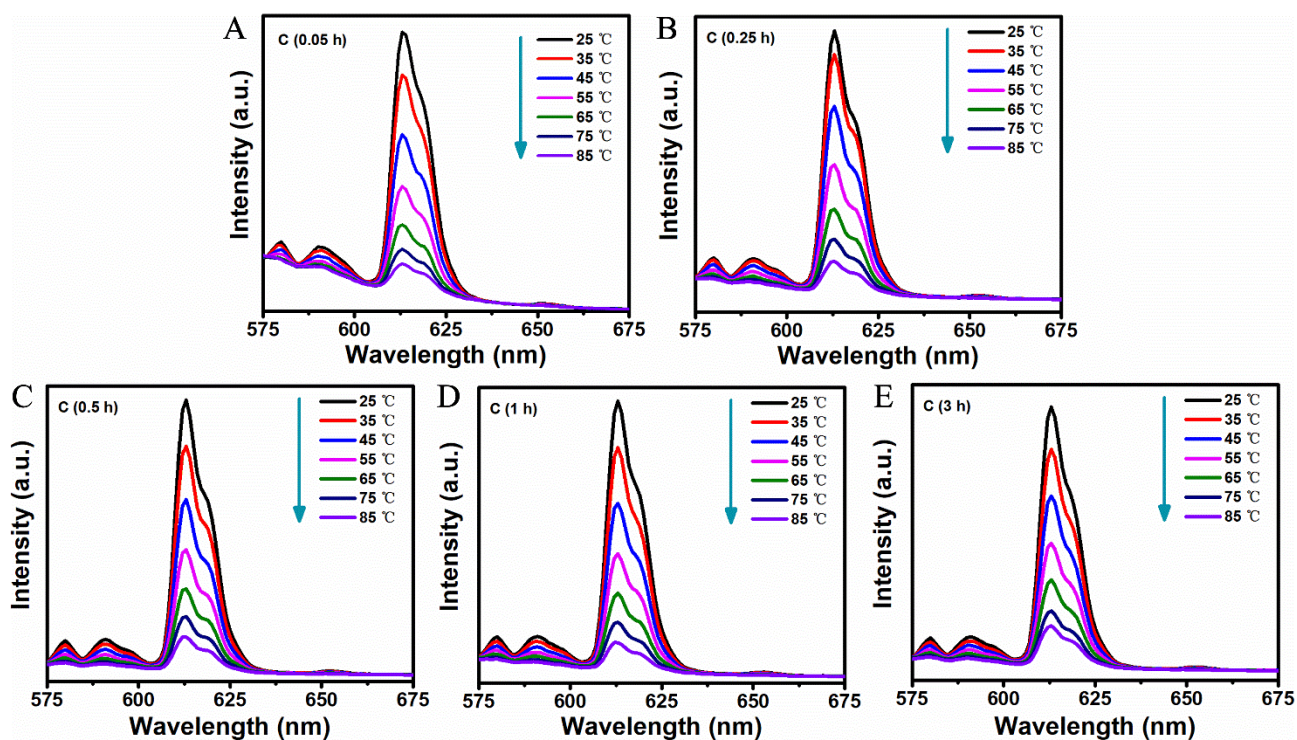 A
C (0.05 h)
25 ℃
35 ℃
45 ℃
55 ℃
65 ℃
75 ℃
85 ℃
Intensity (a.u.)
575 600 625 650 675
Wavelength (nm)
B
C (0.25 h)
25 ℃
35 ℃
45 ℃
55 ℃
65 ℃
75 ℃
85 ℃
Intensity (a.u.)
575 600 625 650 675
Wavelength (nm)
C
C (0.5 h)
25 ℃
35 ℃
45 ℃
55 ℃
65 ℃
75 ℃
85 ℃
Intensity (a.u.)
575 600 625 650 675
Wavelength (nm)
D
C (1 h)
25 ℃
35 ℃
45 ℃
55 ℃
65 ℃
75 ℃
85 ℃
Intensity (a.u.)
575 600 625 650 675
Wavelength (nm)
E
C (3 h)
25 ℃
35 ℃
45 ℃
55 ℃
65 ℃
75 ℃
85 ℃
Intensity (a.u.)
575 600 625 650 675
Wavelength (nm)